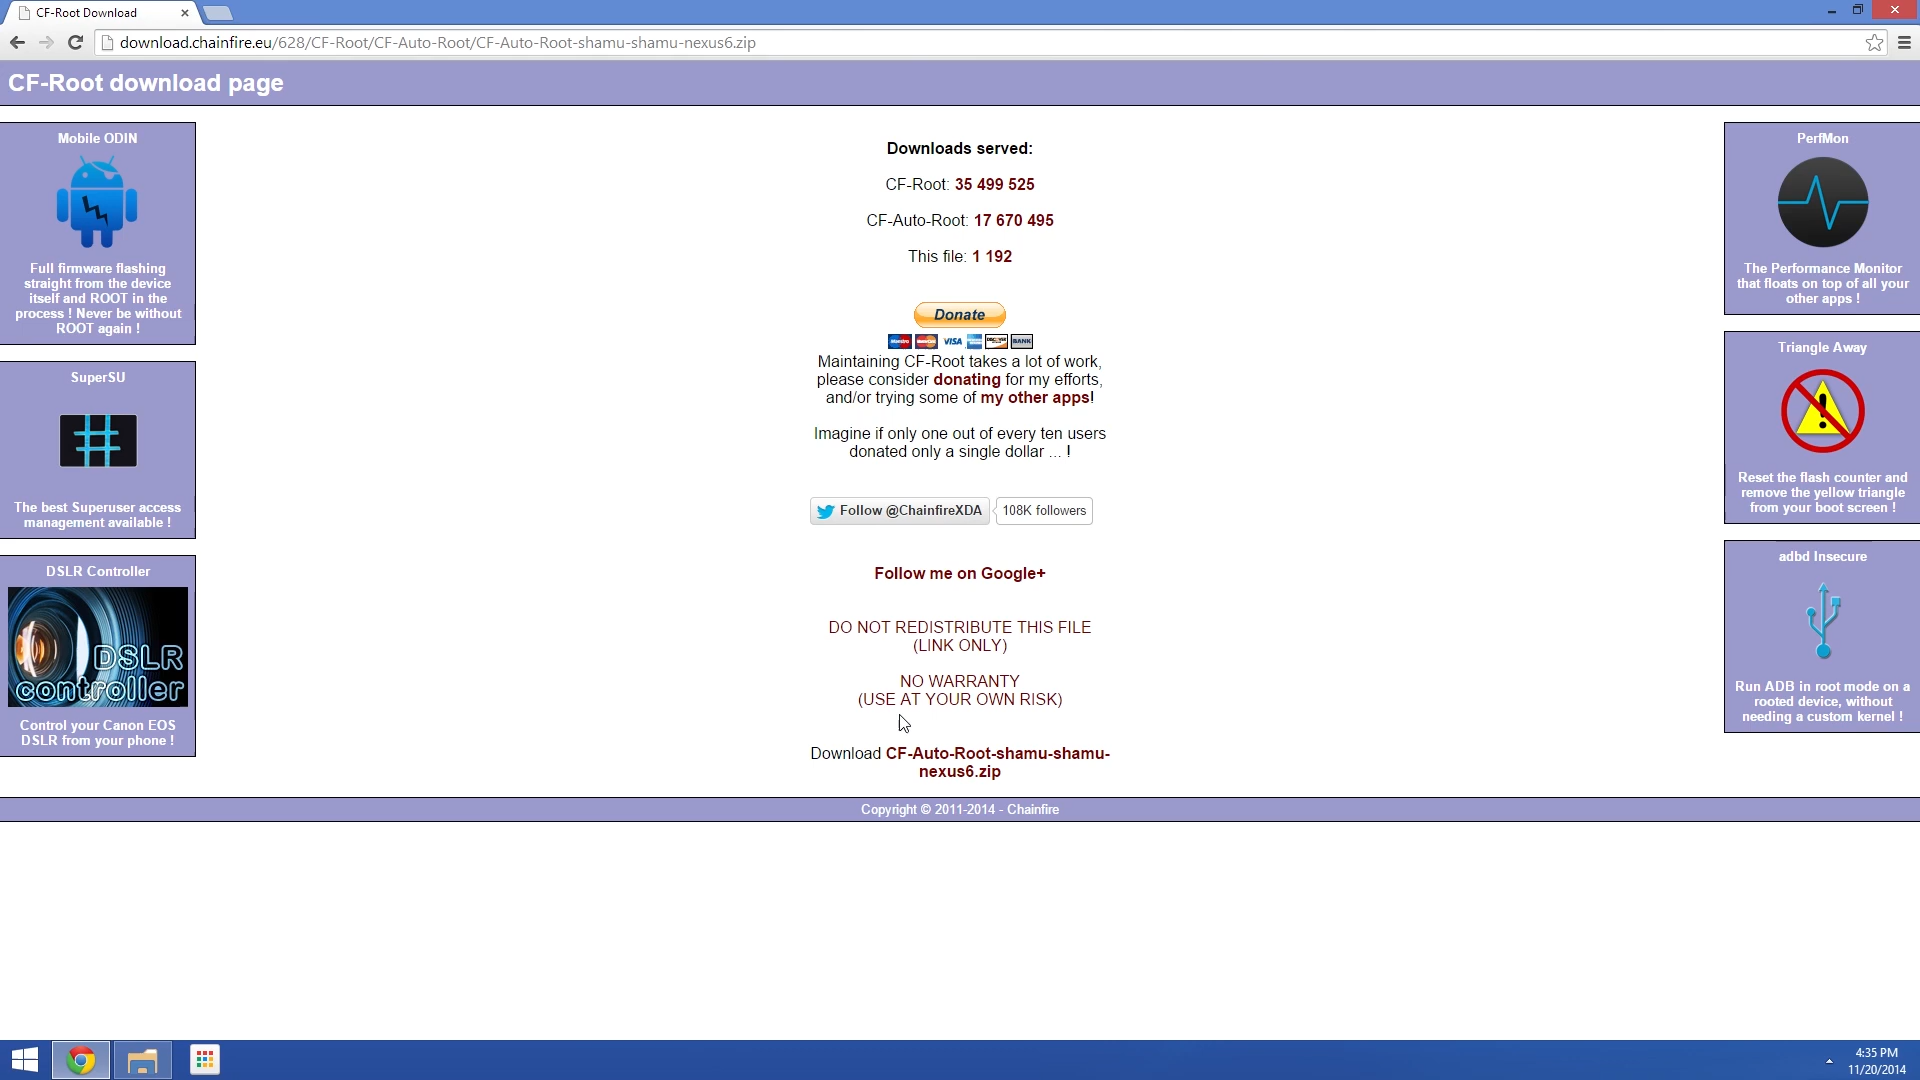 CF-Root Download
download.chainfire.eu/628/CF-Root/CF-Auto-Root/CF-Auto-Root-shamu-shamu-nexus6.zip
CF-Root download page
Mobile ODIN
Full firmware flashing
straight from the device
itself and ROOT in the
process ! Never be without
ROOT again !
SuperSU
The best Superuser access
management available !
DSLR Controller
DSLR
controller
Control your Canon EOS
DSLR from your phone !
Downloads served:
CF-Root: 35 499 525
CF-Auto-Root: 17 670 495
This file: 1 192
Donate
VISA
BANK
Maintaining CF-Root takes a lot of work,
please consider donating for my efforts,
and/or trying some of my other apps!
Imagine if only one out of every ten users
donated only a single dollar ... !
Follow @ChainfireXDA
108K followers
Follow me on Google+
DO NOT REDISTRIBUTE THIS FILE
(LINK ONLY)
NO WARRANTY
(USE AT YOUR OWN RISK)
Download CF-Auto-Root-shamu-shamu-
nexus6.zip
PerfMon
The Performance Monitor
that floats on top of all your
other apps !
Triangle Away
Reset the flash counter and
remove the yellow triangle
from your boot screen !
adbd Insecure
Run ADB in root mode on a
rooted device, without
needing a custom kernel !
Copyright © 2011-2014 - Chainfire
4:35 PM
11/20/2014